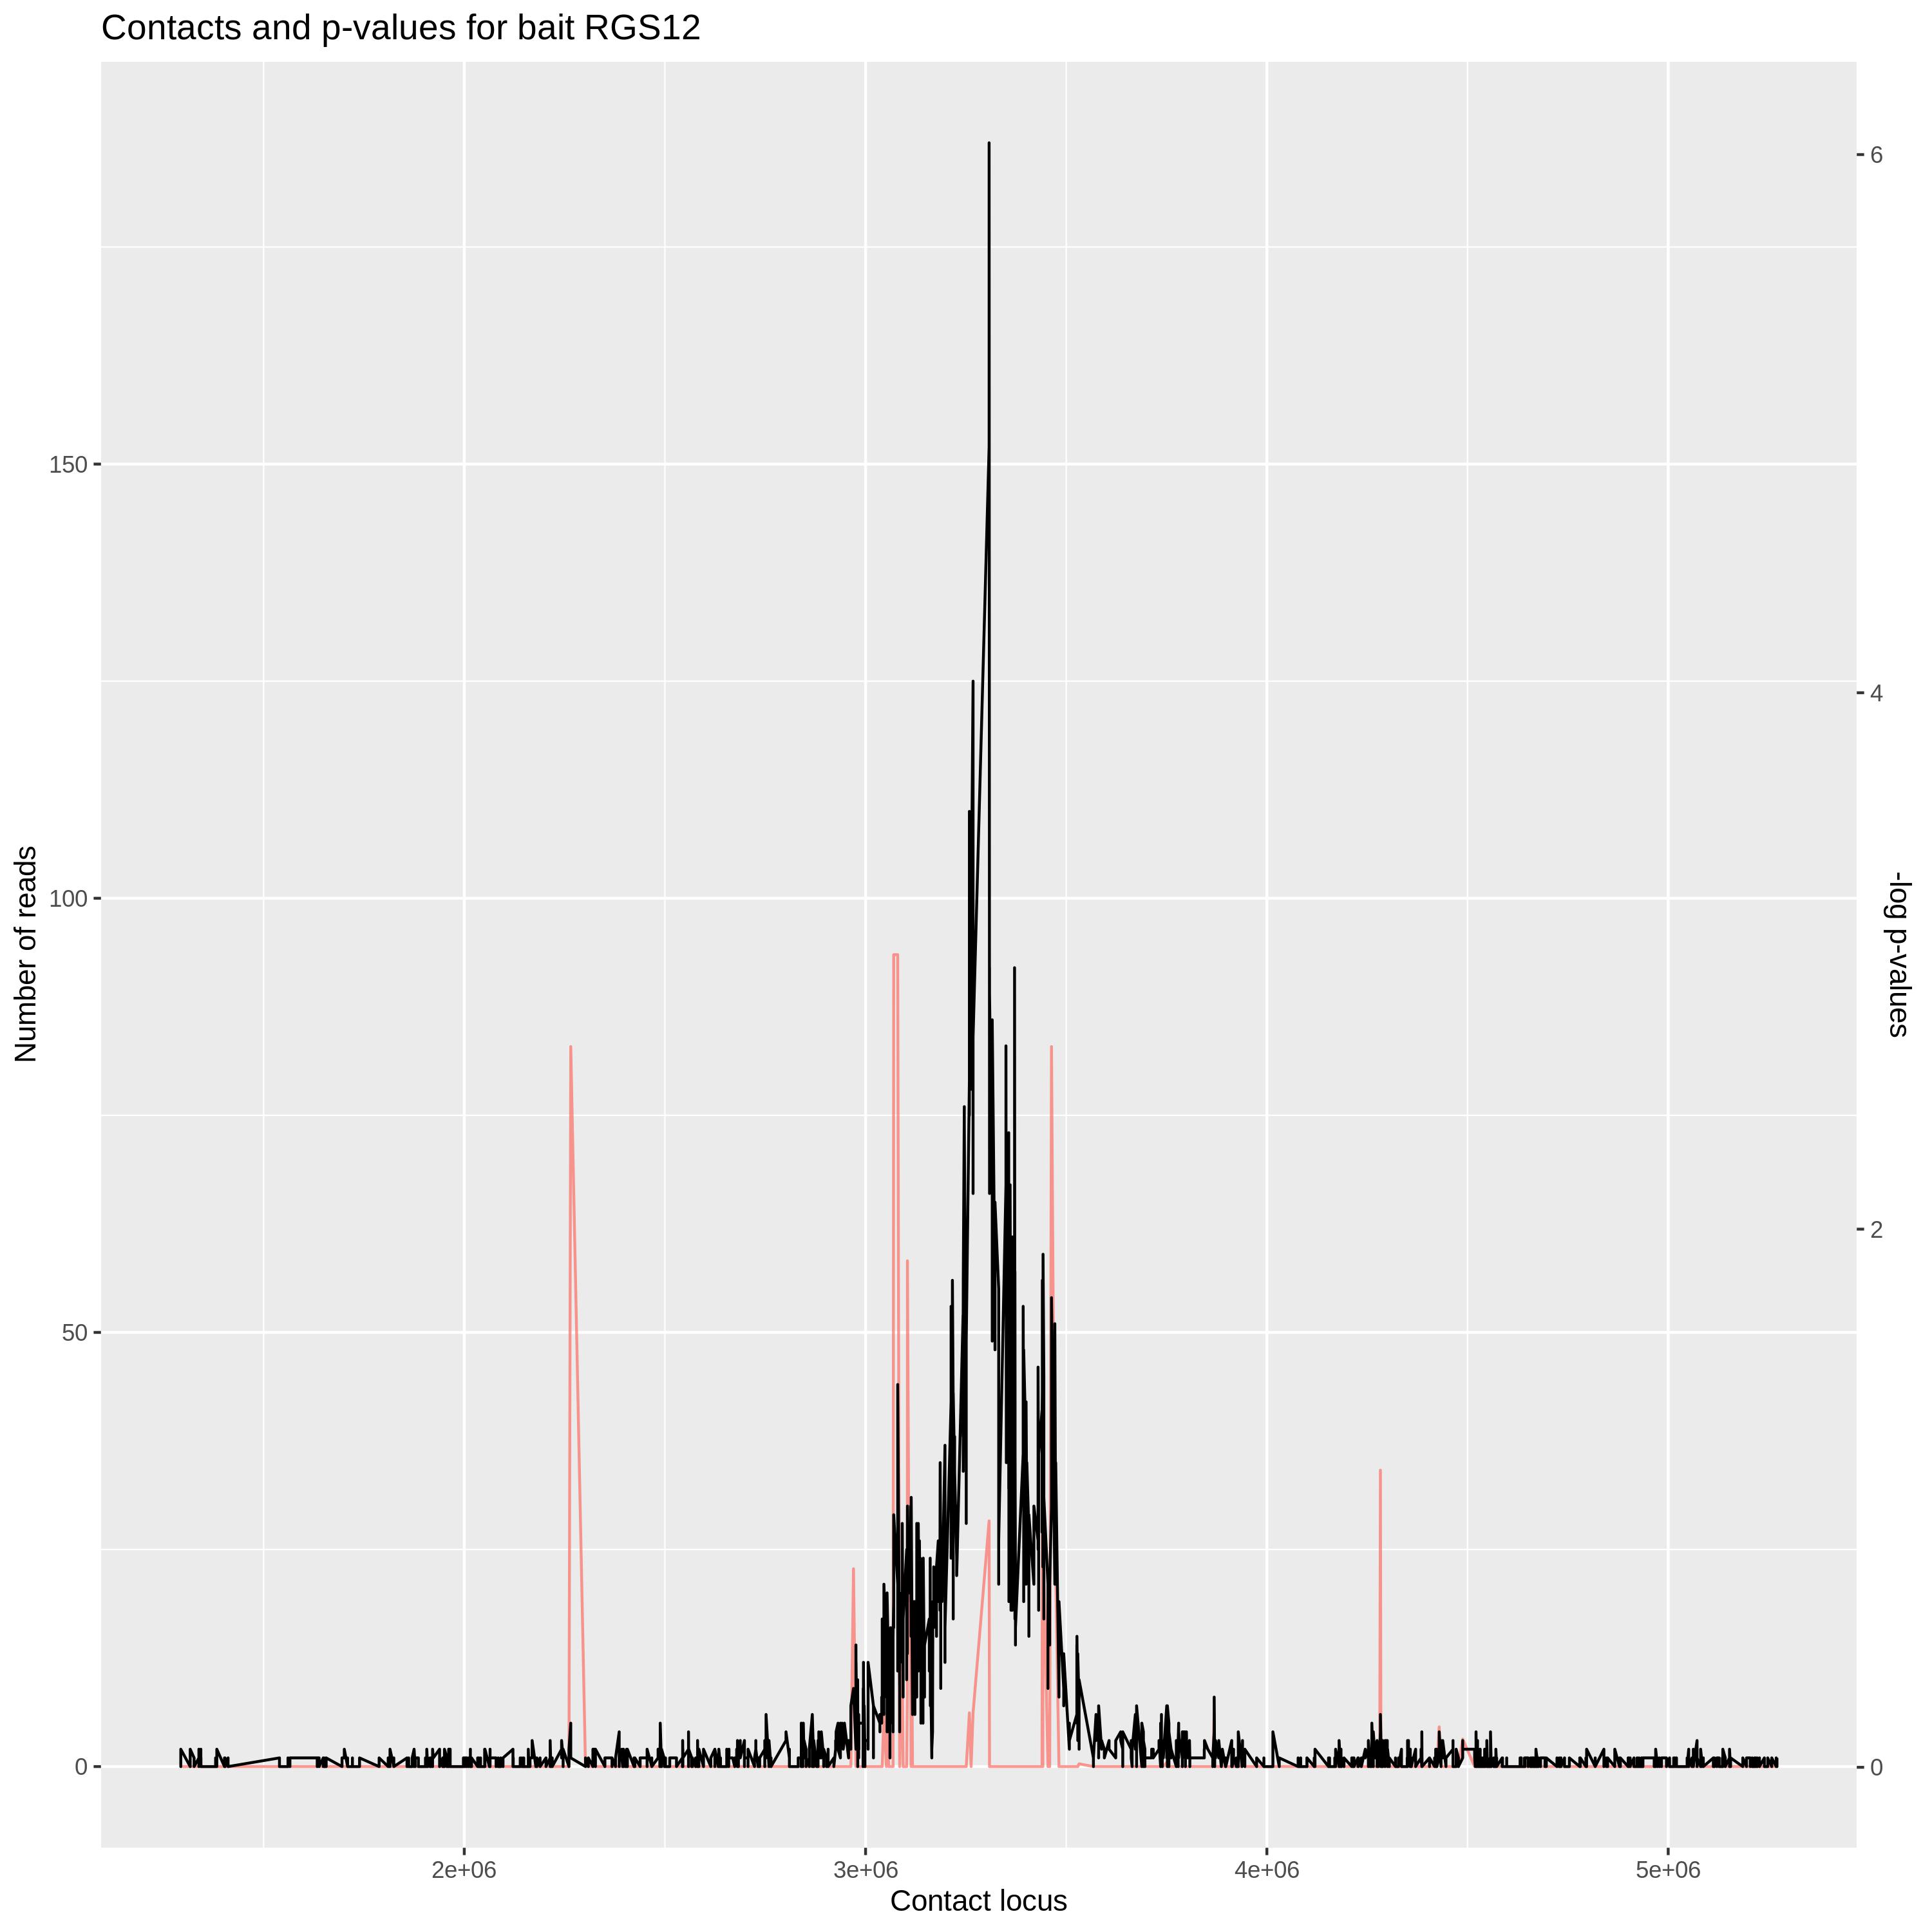 Contacts and p-values for bait RGS12
Number of reads
150
100
50
0
6
4
2
0
-log p-values
2e+06 3e+06 4e+06 5e+06
Contact locus